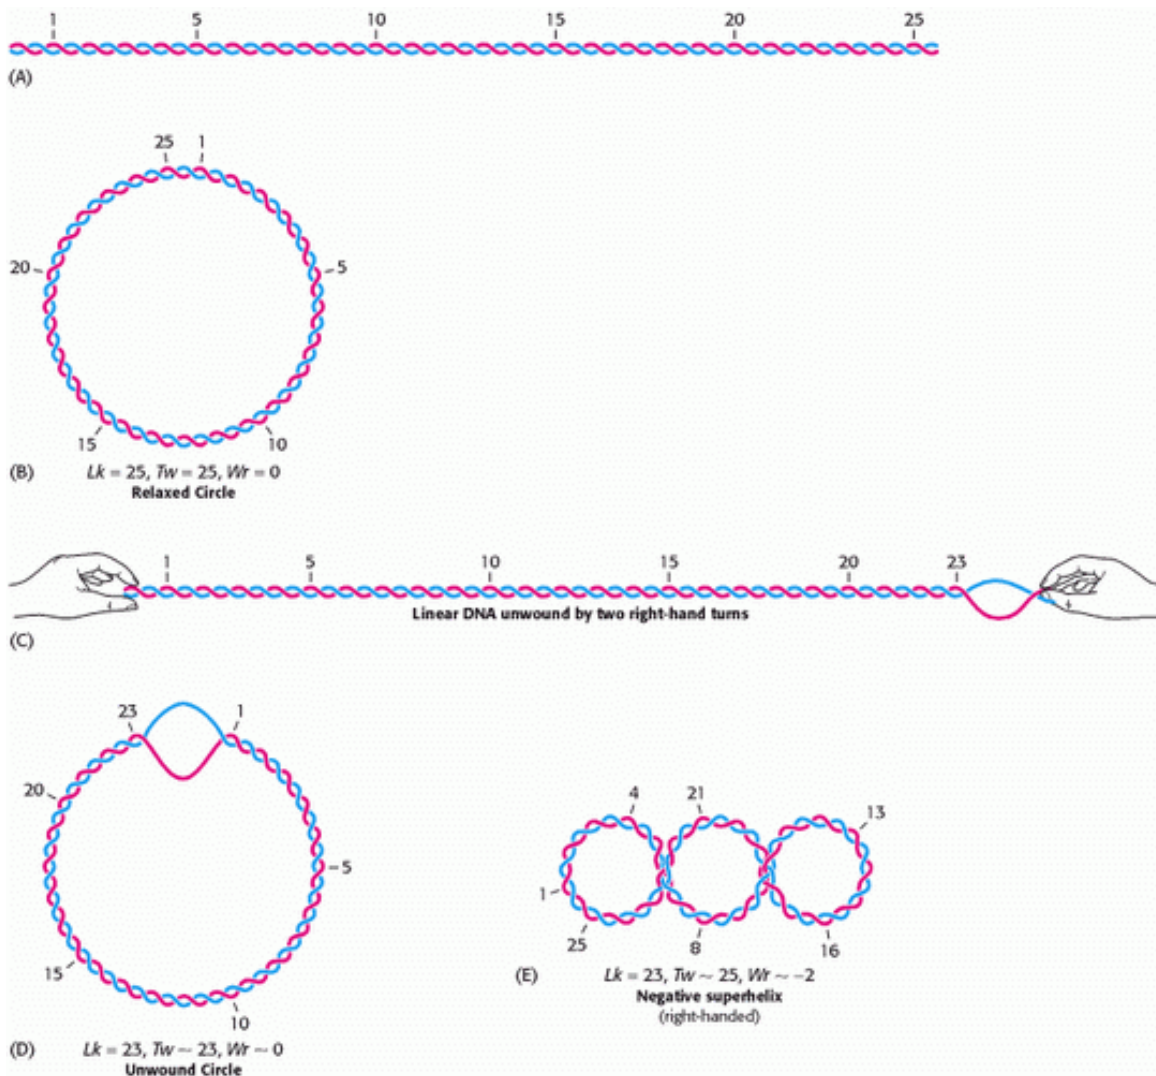 1 5 10 15 20 25
(A)
25 1
20 5
15 10
(B) Lk = 25, Tw = 25, Wr = 0
Relaxed Circle
1 5 10 15 20 23
Linear DNA unwound by two right-hand turns
(C)
23 1
20
5
15
10
(D) Lk = 23, Tw ~ 23, Wr ~ 0
Unwound Circle
4 21 13
1
25 8 16
(E) Lk = 23, Tw ~ 25, Wr ~ −2
Negative superhelix
(right-handed)